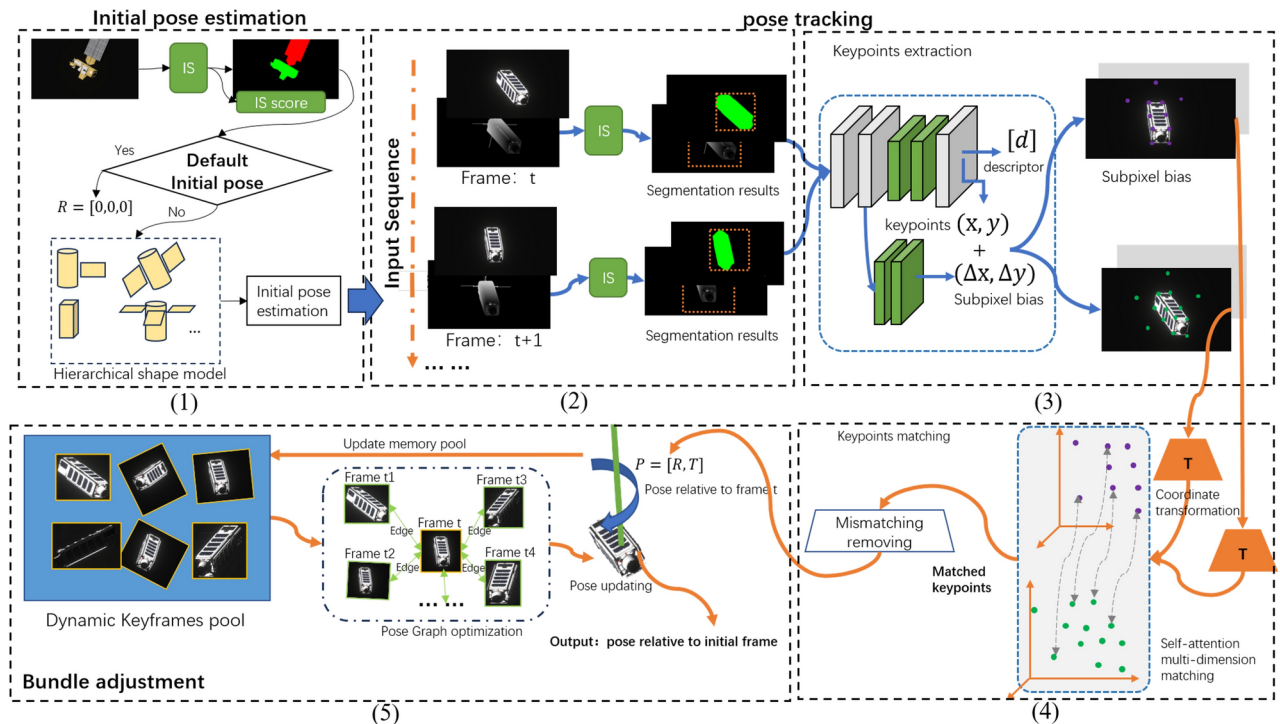 Initial pose estimation
IS
IS score
Yes
Default
Initial pose
R = [0,0,0]
No
...
Initial pose
estimation
Hierarchical shape model
(1)
pose tracking
Input Sequence
IS
Frame: t
Segmentation results
IS
Frame: t+1
Segmentation results
... ...
(2)
Keypoints extraction
[d]
descriptor
keypoints (x, y)
+
(Δx, Δy)
Subpixel bias
Subpixel bias
(3)
Keypoints matching
T
Coordinate
transformation
T
Mismatching
removing
Matched
keypoints
Self-attention
multi-dimension
matching
(4)
Update memory pool
P = [R, T]
Pose relative to frame t
Frame t1
Frame t3
Frame t
Edge
Edge
Frame t2
Frame t4
Edge
Edge
... ...
Pose Graph optimization
Pose updating
Dynamic Keyframes pool
Output: pose relative to initial frame
Bundle adjustment
(5)